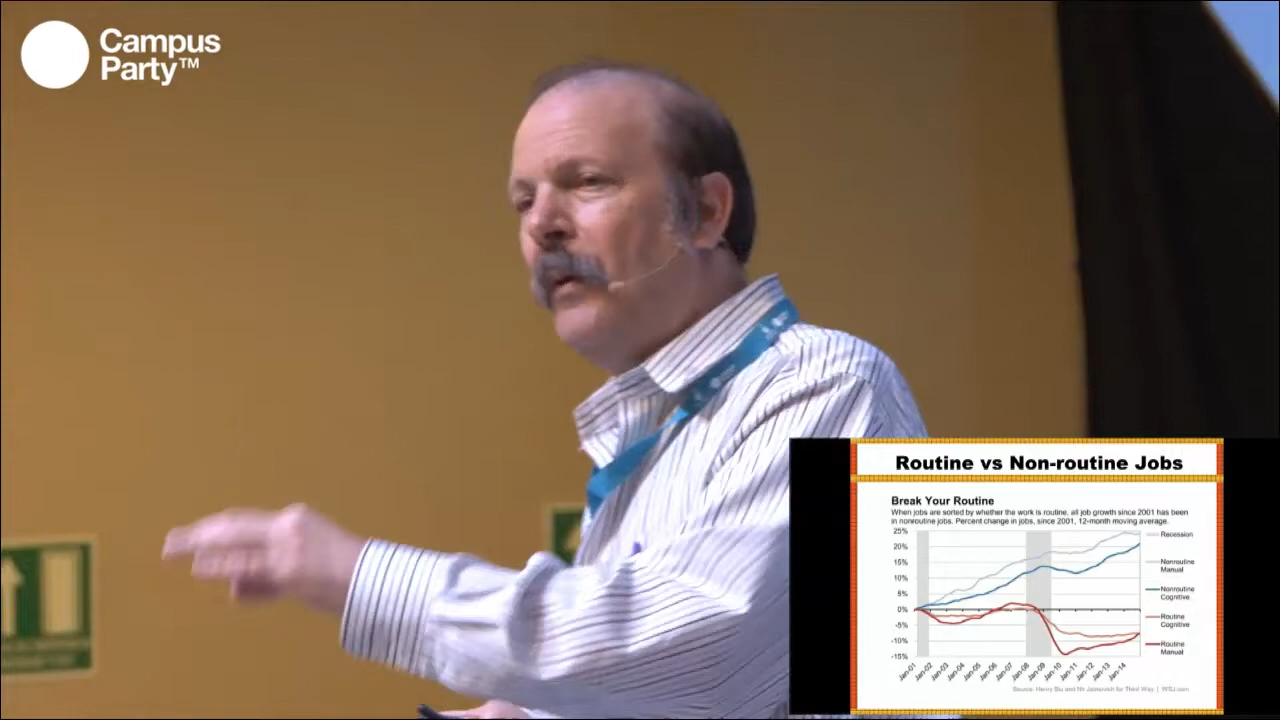 Campus
Party™
Routine vs Non-routine Jobs
Break Your Routine
When jobs are sorted by whether the work is routine, all job growth since 2001 has been
in nonroutine jobs. Percent change in jobs, since 2001, 12-month moving average.
25%
20%
15%
10%
5%
0%
-5%
-10%
-15%
Jan-01
Jan-02
Jan-03
Jan-04
Jan-05
Jan-06
Jan-07
Jan-08
Jan-09
Jan-10
Jan-11
Jan-12
Jan-13
Jan-14
Recession
Nonroutine
Manual
Nonroutine
Cognitive
Routine
Cognitive
Routine
Manual
Source: Henry Siu and Nir Jaimovich for Third Way | WSJ.com